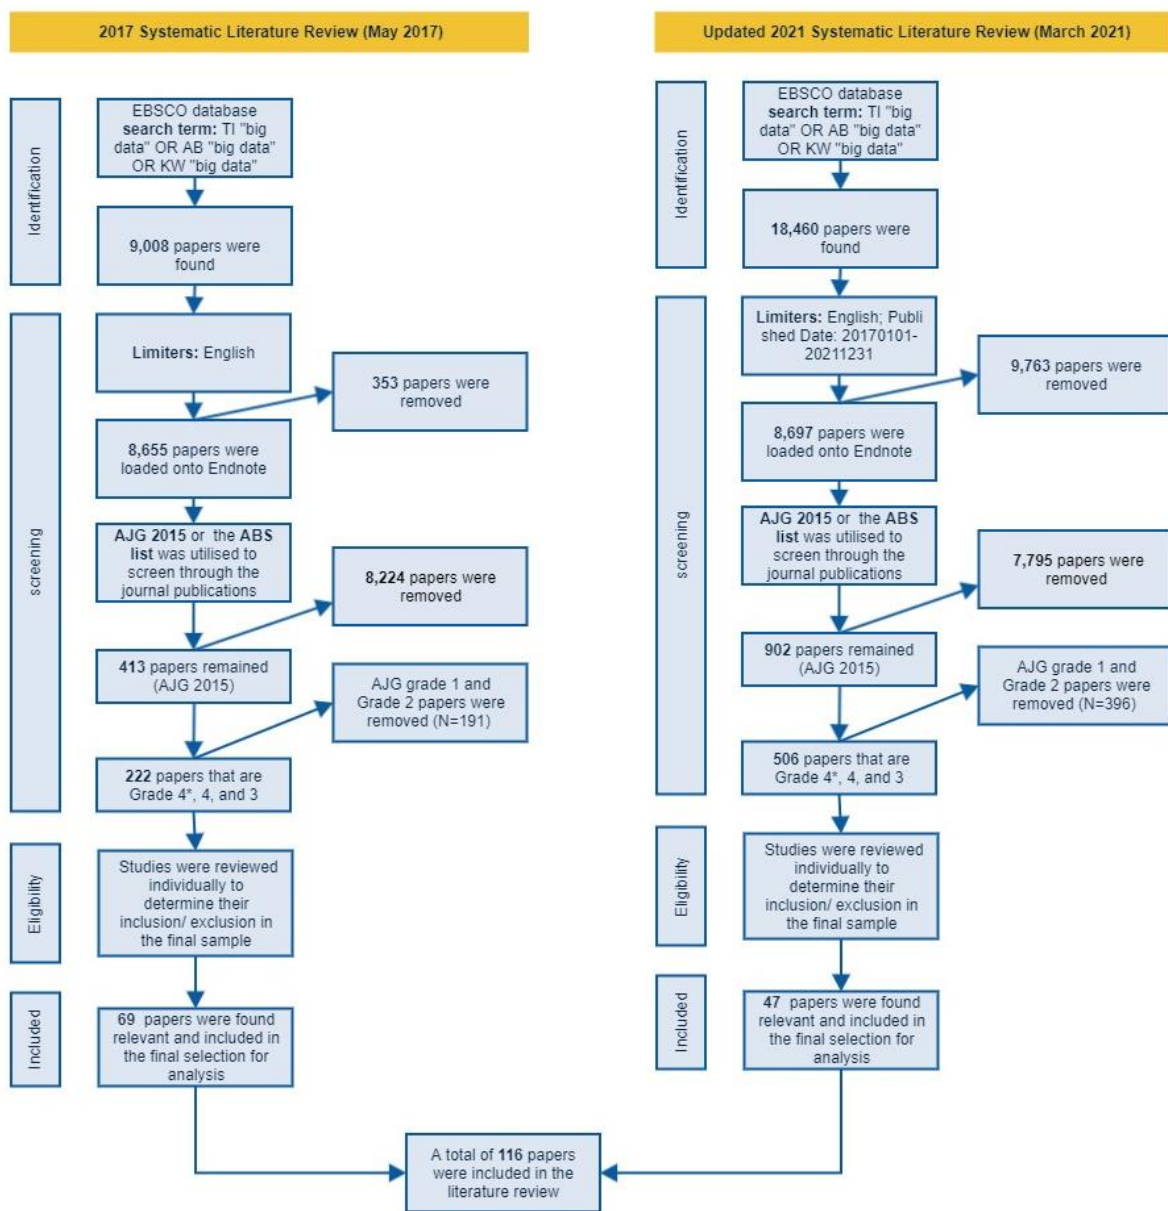 2017 Systematic Literature Review (May 2017)
Identification
EBSCO database
search term: TI "big
data" OR AB "big data"
OR KW "big data"
9,008 papers were
found
screening
Limiters: English
353 papers were
removed
8,655 papers were
loaded onto Endnote
AJG 2015 or the ABS
list was utilised to
screen through the
journal publications
8,224 papers were
removed
413 papers remained
(AJG 2015)
AJG grade 1 and
Grade 2 papers were
removed (N=191)
222 papers that are
Grade 4*, 4, and 3
Eligibility
Studies were reviewed
individually to
determine their
inclusion/ exclusion in
the final sample
Included
69 papers were found
relevant and included in
the final selection for
analysis
Updated 2021 Systematic Literature Review (March 2021)
Identification
EBSCO database
search term: TI "big
data" OR AB "big data"
OR KW "big data"
18,460 papers were
found
screening
Limiters: English; Publi
shed Date: 20170101-
20211231
9,763 papers were
removed
8,697 papers were
loaded onto Endnote
AJG 2015 or the ABS
list was utilised to
screen through the
journal publications
7,795 papers were
removed
902 papers remained
(AJG 2015)
AJG grade 1 and
Grade 2 papers were
removed (N=396)
506 papers that are
Grade 4*, 4, and 3
Eligibility
Studies were reviewed
individually to
determine their
inclusion/ exclusion in
the final sample
Included
47 papers were found
relevant and included in
the final selection for
analysis
A total of 116 papers
were included in the
literature review